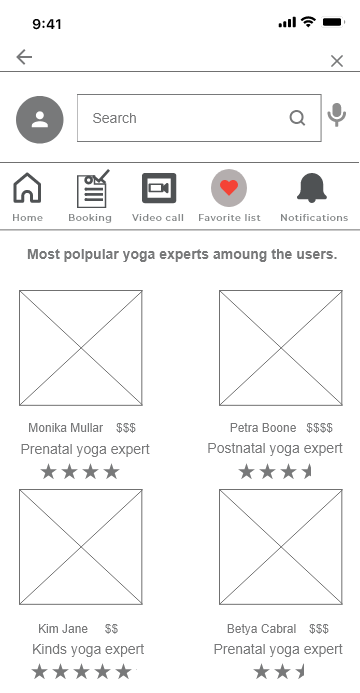 9:41
Search
Home Booking Video call Favorite list Notifications
Most polpular yoga experts amoung the users.
Monika Mullar $$$ Petra Boone $$$$
Prenatal yoga expert Postnatal yoga expert
Kim Jane $$ Betya Cabral $$$
Kinds yoga expert Prenatal yoga expert